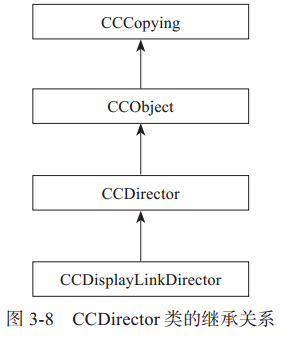 CCCopying
CCObject
CCDirector
CCDisplayLinkDirector
图 3-8 CCDirector 类的继承关系